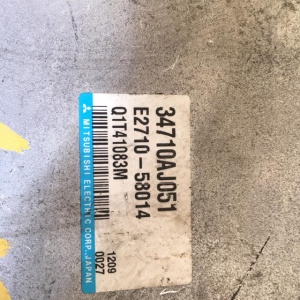 34710AJ051
E2710-58014
Q1T41083M
1209
0027
MITSUBISHI ELECTRIC CORP. JAPAN